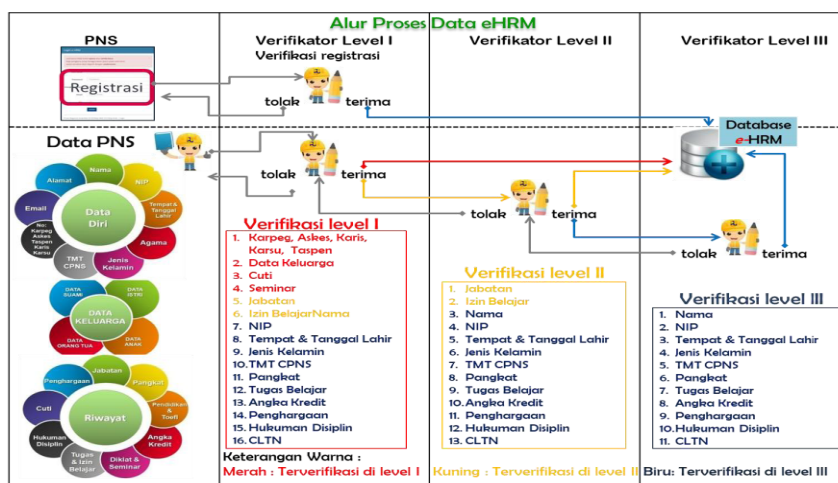 Alur Proses Data eHRM
PNS
Verifikator Level I
Verifikator Level II
Verifikator Level III
Verifikasi registrasi
Registrasi
tolak
terima
Database
e-HRM
Data PNS
tolak
terima
tolak
terima
tolak
terima
Nama
NIP
Tempat &
Tanggal
Lahir
Agama
Jenis
Kelamin
TMT
CPNS
No:
Karpeg
Askes
Taspen
Karis
Karsu
Email
Alamat
Data
Diri
DATA
SUAMI
DATA
ISTRI
DATA
KELUARGA
DATA
ORANG TUA
DATA
ANAK
Jabatan
Pangkat
Pendidikan
&
Toefl
Angka
Kredit
Diklat &
Seminar
Tugas
& Izin
Belajar
Hukuman
Disiplin
Cuti
Penghargaan
Riwayat
Verifikasi level I
1. Karpeg, Askes, Karis,
Karsu, Taspen
2. Data Keluarga
3. Cuti
4. Seminar
5. Jabatan
6. Izin BelajarNama
7. NIP
8. Tempat & Tanggal Lahir
9. Jenis Kelamin
10. TMT CPNS
11. Pangkat
12. Tugas Belajar
13. Angka Kredit
14. Penghargaan
15. Hukuman Disiplin
16. CLTN
Verifikasi level II
1. Jabatan
2. Izin Belajar
3. Nama
4. NIP
5. Tempat & Tanggal Lahir
6. Jenis Kelamin
7. TMT CPNS
8. Pangkat
9. Tugas Belajar
10. Angka Kredit
11. Penghargaan
12. Hukuman Disiplin
13. CLTN
Verifikasi level III
1. Nama
2. NIP
3. Tempat & Tanggal Lahir
4. Jenis Kelamin
5. TMT CPNS
6. Pangkat
7. Tugas Belajar
8. Angka Kredit
9. Penghargaan
10. Hukuman Disiplin
11. CLTN
Keterangan Warna :
Merah : Terverifikasi di level I
Kuning : Terverifikasi di level II
Biru: Terverifikasi di level III